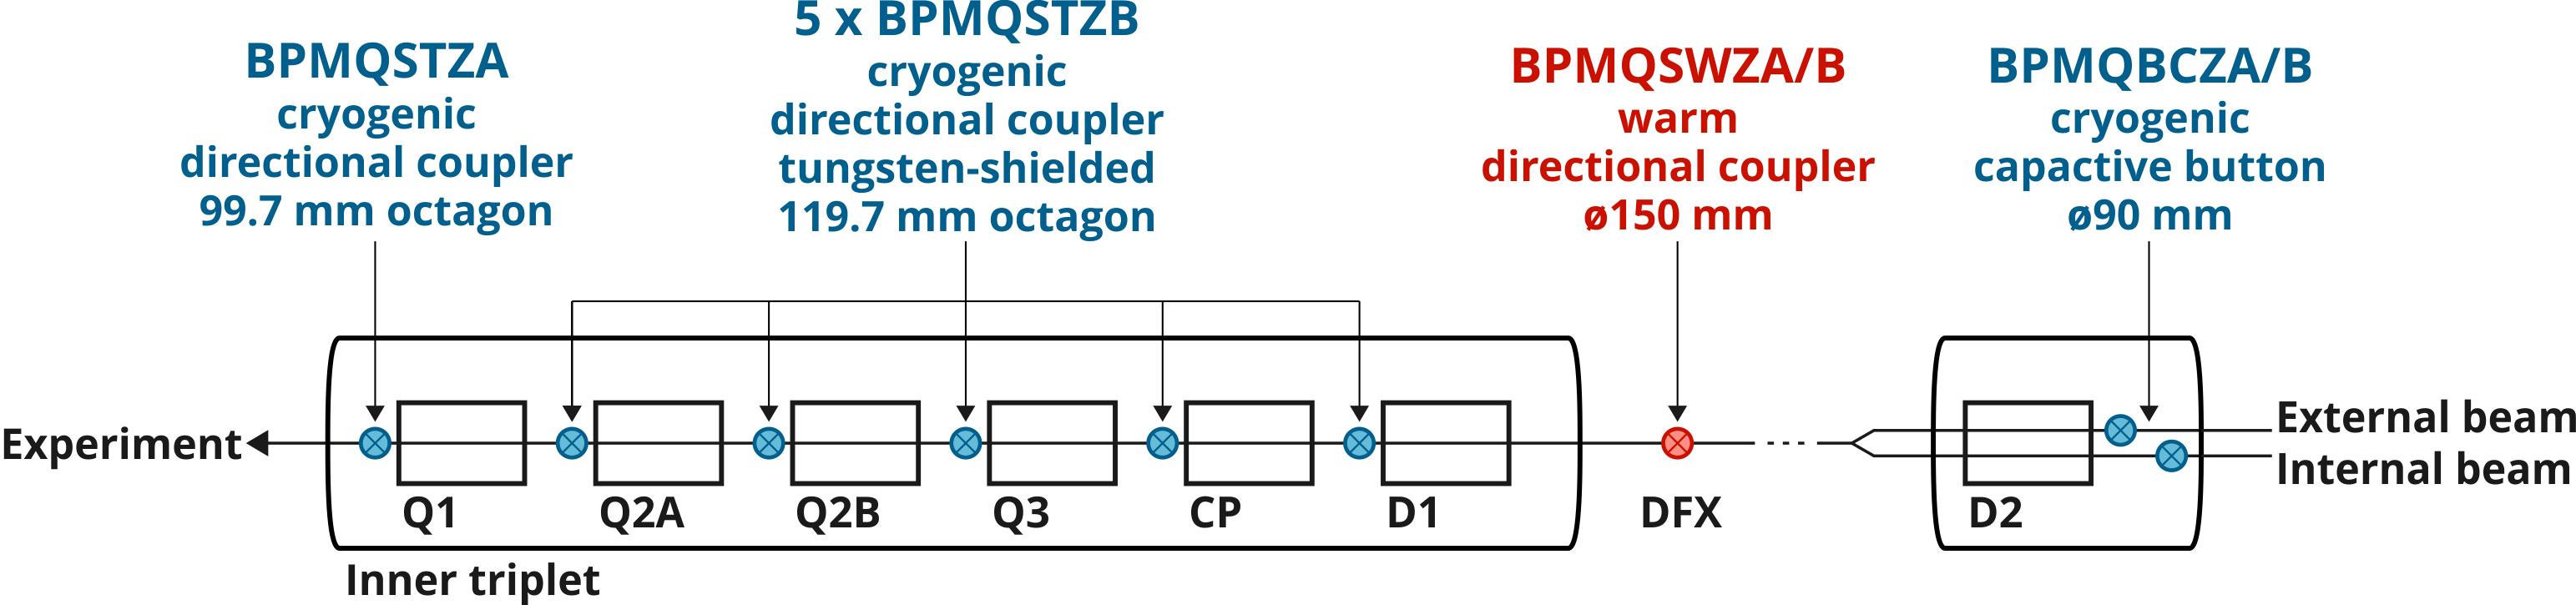 BPMQSTZA
cryogenic
directional coupler
99.7 mm octagon
5 x BPMQSTZB
cryogenic
directional coupler
tungsten-shielded
119.7 mm octagon
BPMQSWZA/B
warm
directional coupler
ø150 mm
BPMQBCZA/B
cryogenic
capactive button
ø90 mm
Experiment
External beam
Internal beam
Q1
Q2A
Q2B
Q3
CP
D1
DFX
D2
Inner triplet